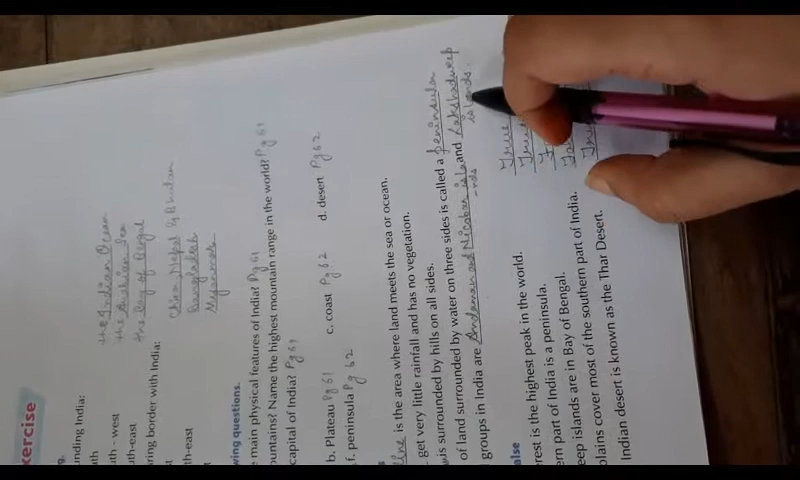 xercise
g.
unding India:
uth the Indian Ocean
uth - west the Arabian Sea
uth-east the Bay of Bengal
ring border with India:
t China Nepal Bhutan
th-east Bangladesh
t Myanmar
wing questions.
e main physical features of India? Pg 61
untains? Name the highest mountain range in the world? Pg 61
capital of India? Pg 61
b. Plateau Pg 61 c. coast Pg 62 d. desert Pg 62
f. peninsula Pg 62
line is the area where land meets the sea or ocean.
get very little rainfall and has no vegetation.
is surrounded by hills on all sides.
of land surrounded by water on three sides is called a peninsula
groups in India are Andaman and Nicobar isla and Lakshadweep
-nds islands.
alse
erest is the highest peak in the world. True
ern part of India is a peninsula. True
eep islands are in Bay of Bengal.
plains cover most of the southern part of India.
Indian desert is known as the Thar Desert.